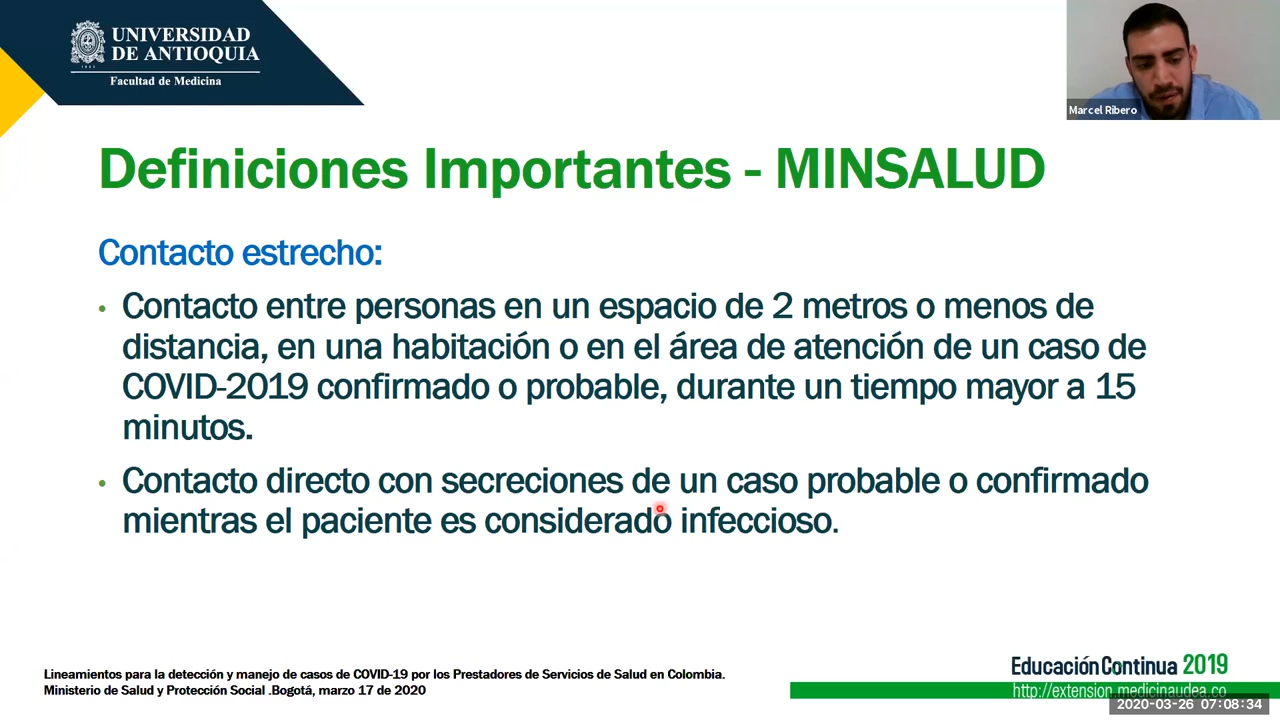 UNIVERSIDAD
DE ANTIOQUIA
1803
Facultad de Medicina
Marcel Ribero
Definiciones Importantes - MINSALUD
Contacto estrecho:
• Contacto entre personas en un espacio de 2 metros o menos de
distancia, en una habitación o en el área de atención de un caso de
COVID-2019 confirmado o probable, durante un tiempo mayor a 15
minutos.
• Contacto directo con secreciones de un caso probable o confirmado
mientras el paciente es considerado infeccioso.
Lineamientos para la detección y manejo de casos de COVID-19 por los Prestadores de Servicios de Salud en Colombia.
Ministerio de Salud y Protección Social .Bogotá, marzo 17 de 2020
Educación Continua 2019
http://extension.medicinaudea.co
2020-03-26 07:08:34